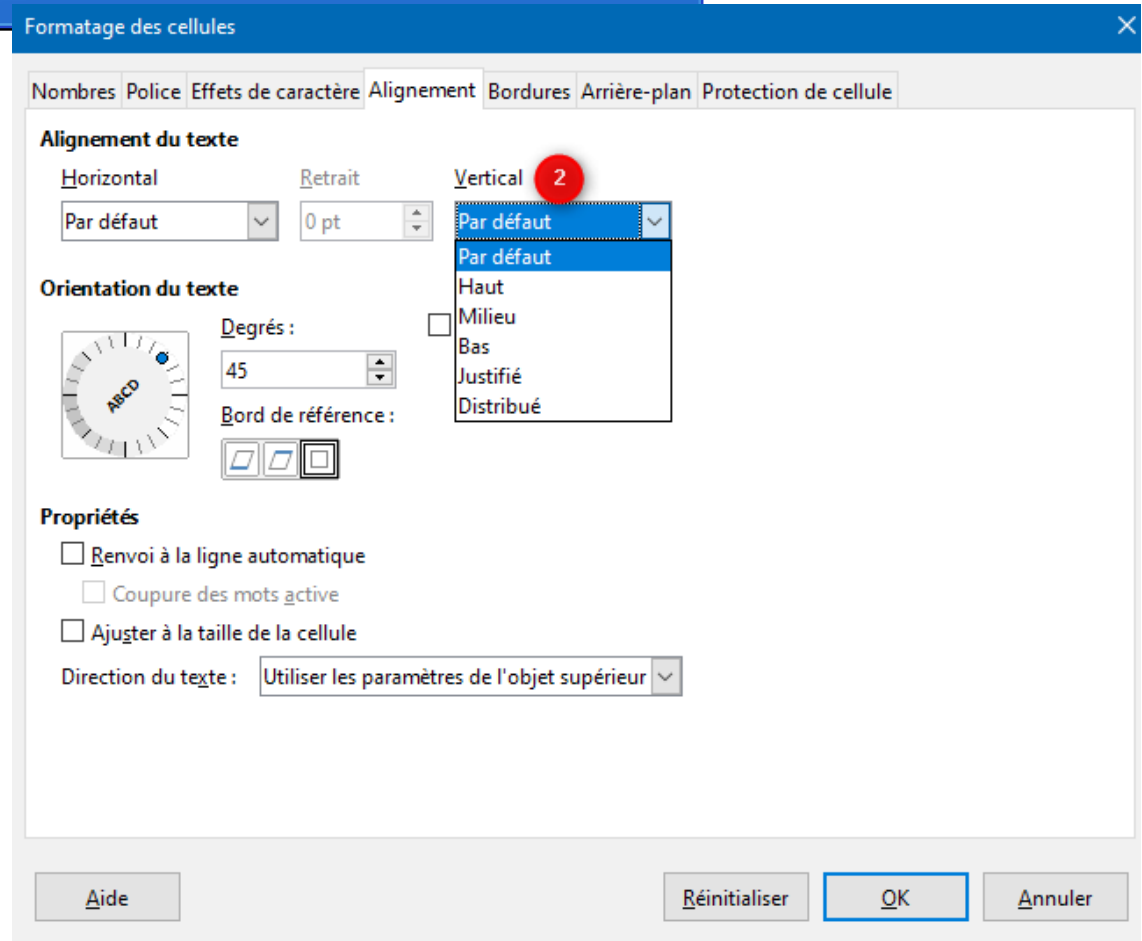 Formatage des cellules
Nombres Police Effets de caractère Alignement Bordures Arrière-plan Protection de cellule
Alignement du texte
Horizontal Retrait Vertical 2
Par défaut 0 pt Par défaut
Par défaut
Haut
Milieu
Bas
Justifié
Distribué
Orientation du texte
ABCD
Degrés :
45
Bord de référence :
Propriétés
Renvoi à la ligne automatique
Coupure des mots active
Ajuster à la taille de la cellule
Direction du texte : Utiliser les paramètres de l'objet supérieur
Aide Réinitialiser OK Annuler